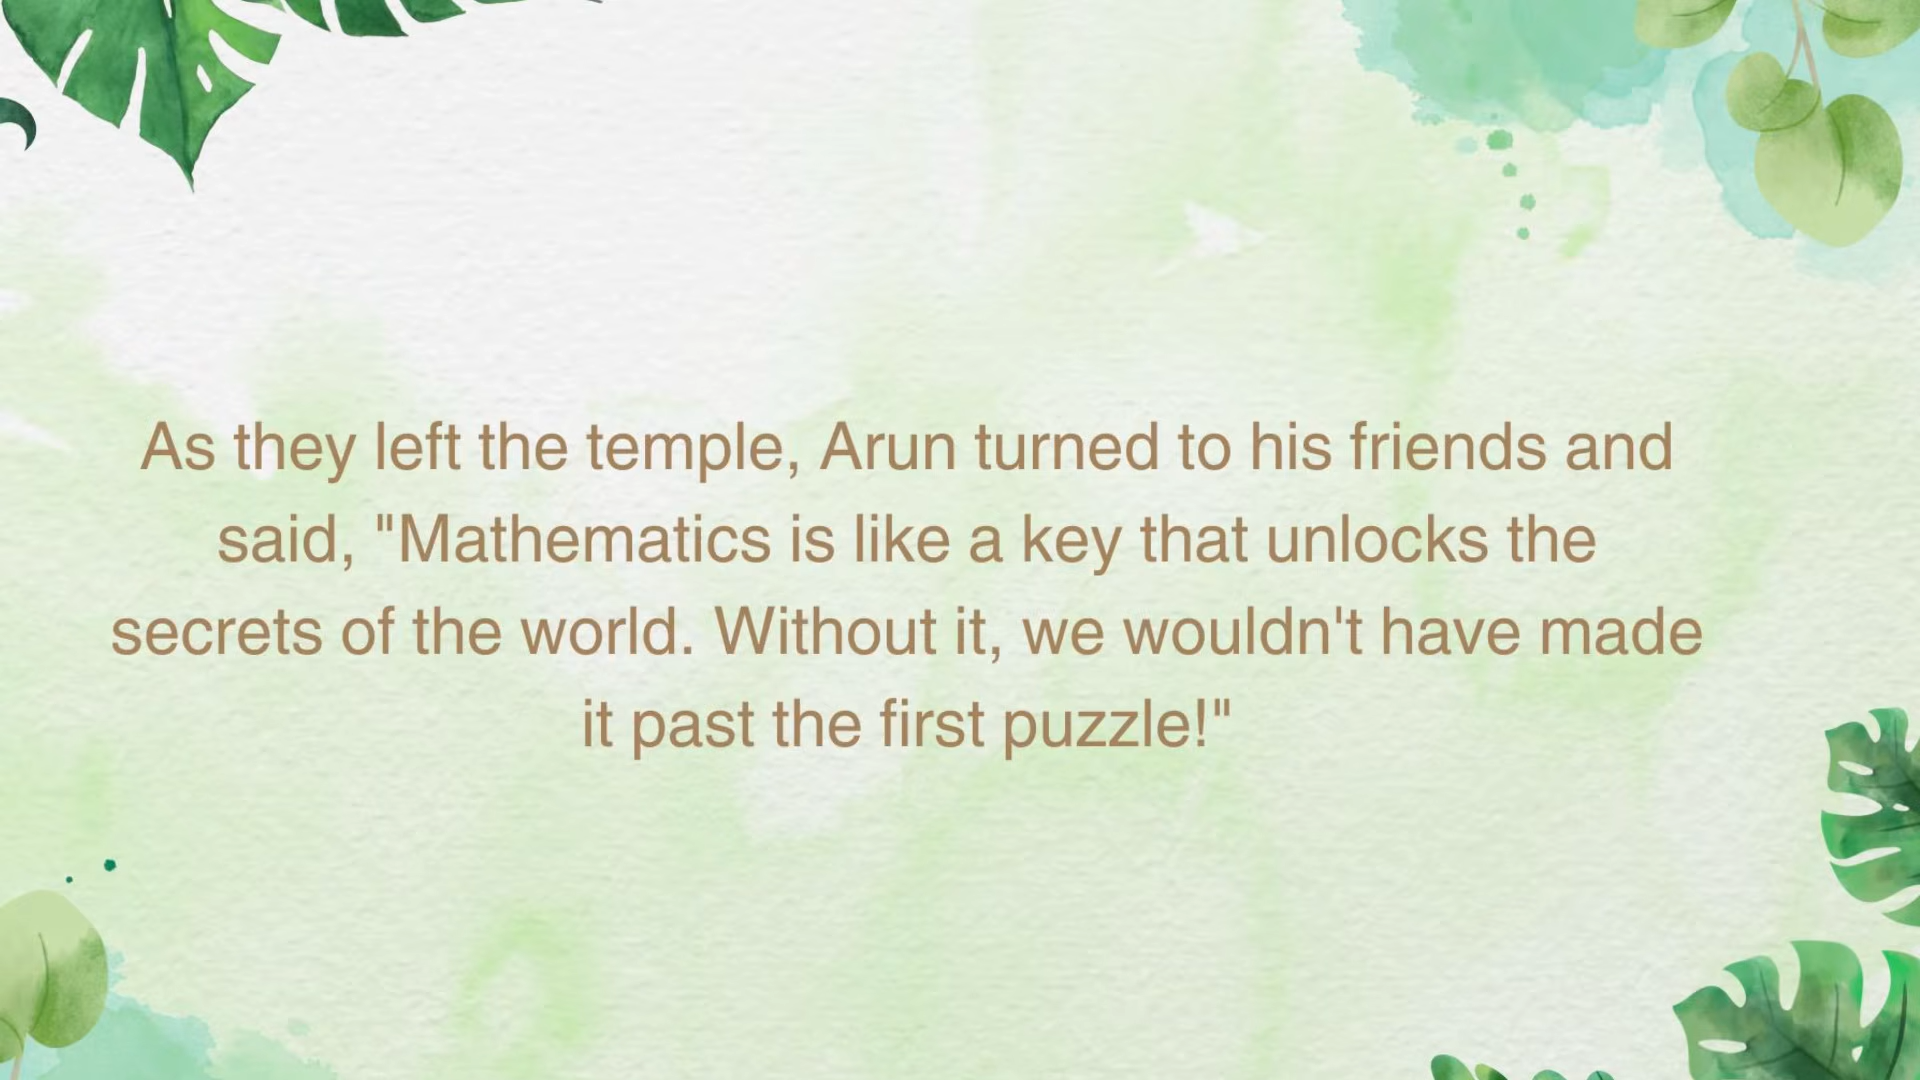 As they left the temple, Arun turned to his friends and
said, "Mathematics is like a key that unlocks the
secrets of the world. Without it, we wouldn't have made
it past the first puzzle!"